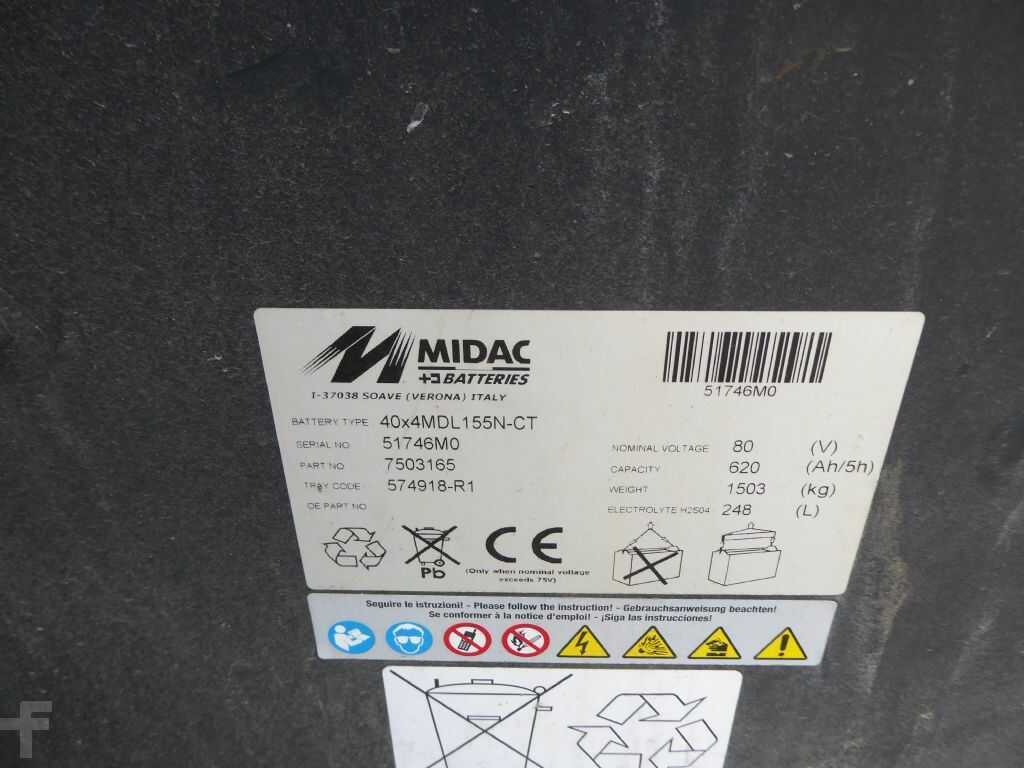 MIDAC
BATTERIES
I-37038 SOAVE (VERONA) ITALY
51746M0
BATTERY TYPE 40x4MDL155N-CT
SERIAL NO 51746M0
PART NO 7503165
TRAY CODE 574918-R1
OE PART NO
NOMINAL VOLTAGE 80 (V)
CAPACITY 620 (Ah/5h)
WEIGHT 1503 (kg)
ELECTROLYTE H2S04 248 (L)
Pb
CE
(Only when nominal voltage
exceeds 75V)
Seguire le istruzioni! - Please follow the instruction! - Gebrauchsanweisung beachten!
Se conformer à la notice d'emploi! - ¡Siga las instrucciones!